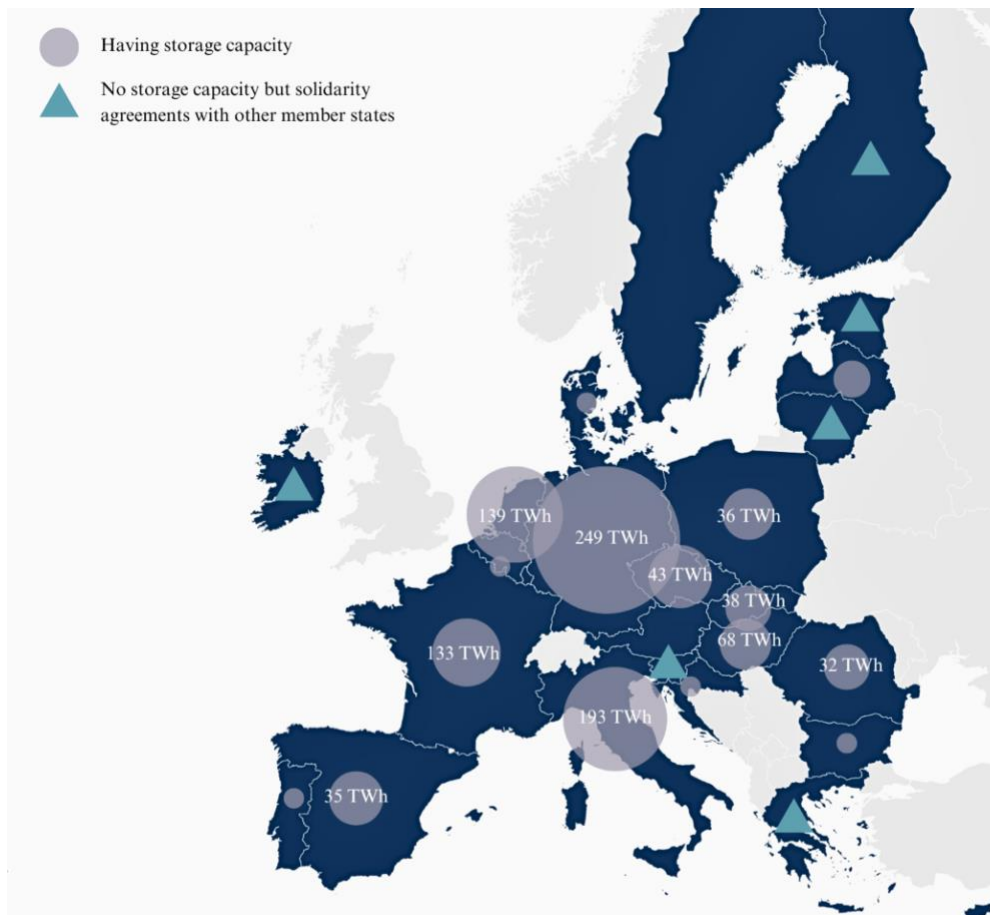 Having storage capacity
No storage capacity but solidarity
agreements with other member states
139 TWh
249 TWh
36 TWh
43 TWh
38 TWh
68 TWh
133 TWh
32 TWh
193 TWh
35 TWh